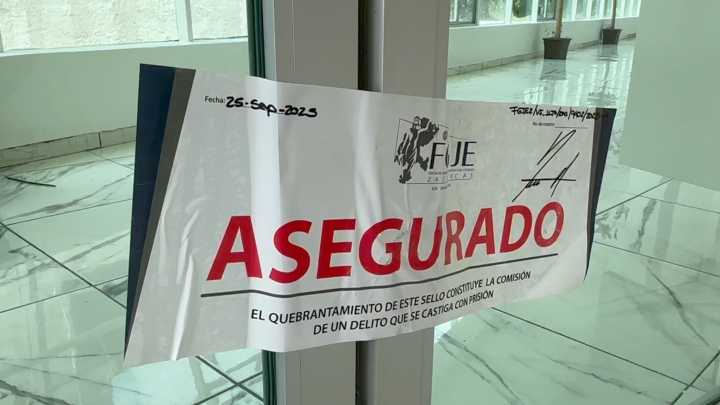 Fecha: 25-Sep-2023
FGJE
ZACATECAS
ASEGURADO
EL QUEBRANTAMIENTO DE ESTE SELLO CONSTITUYE LA COMISIÓN
DE UN DELITO QUE SE CASTIGA CON PRISIÓN